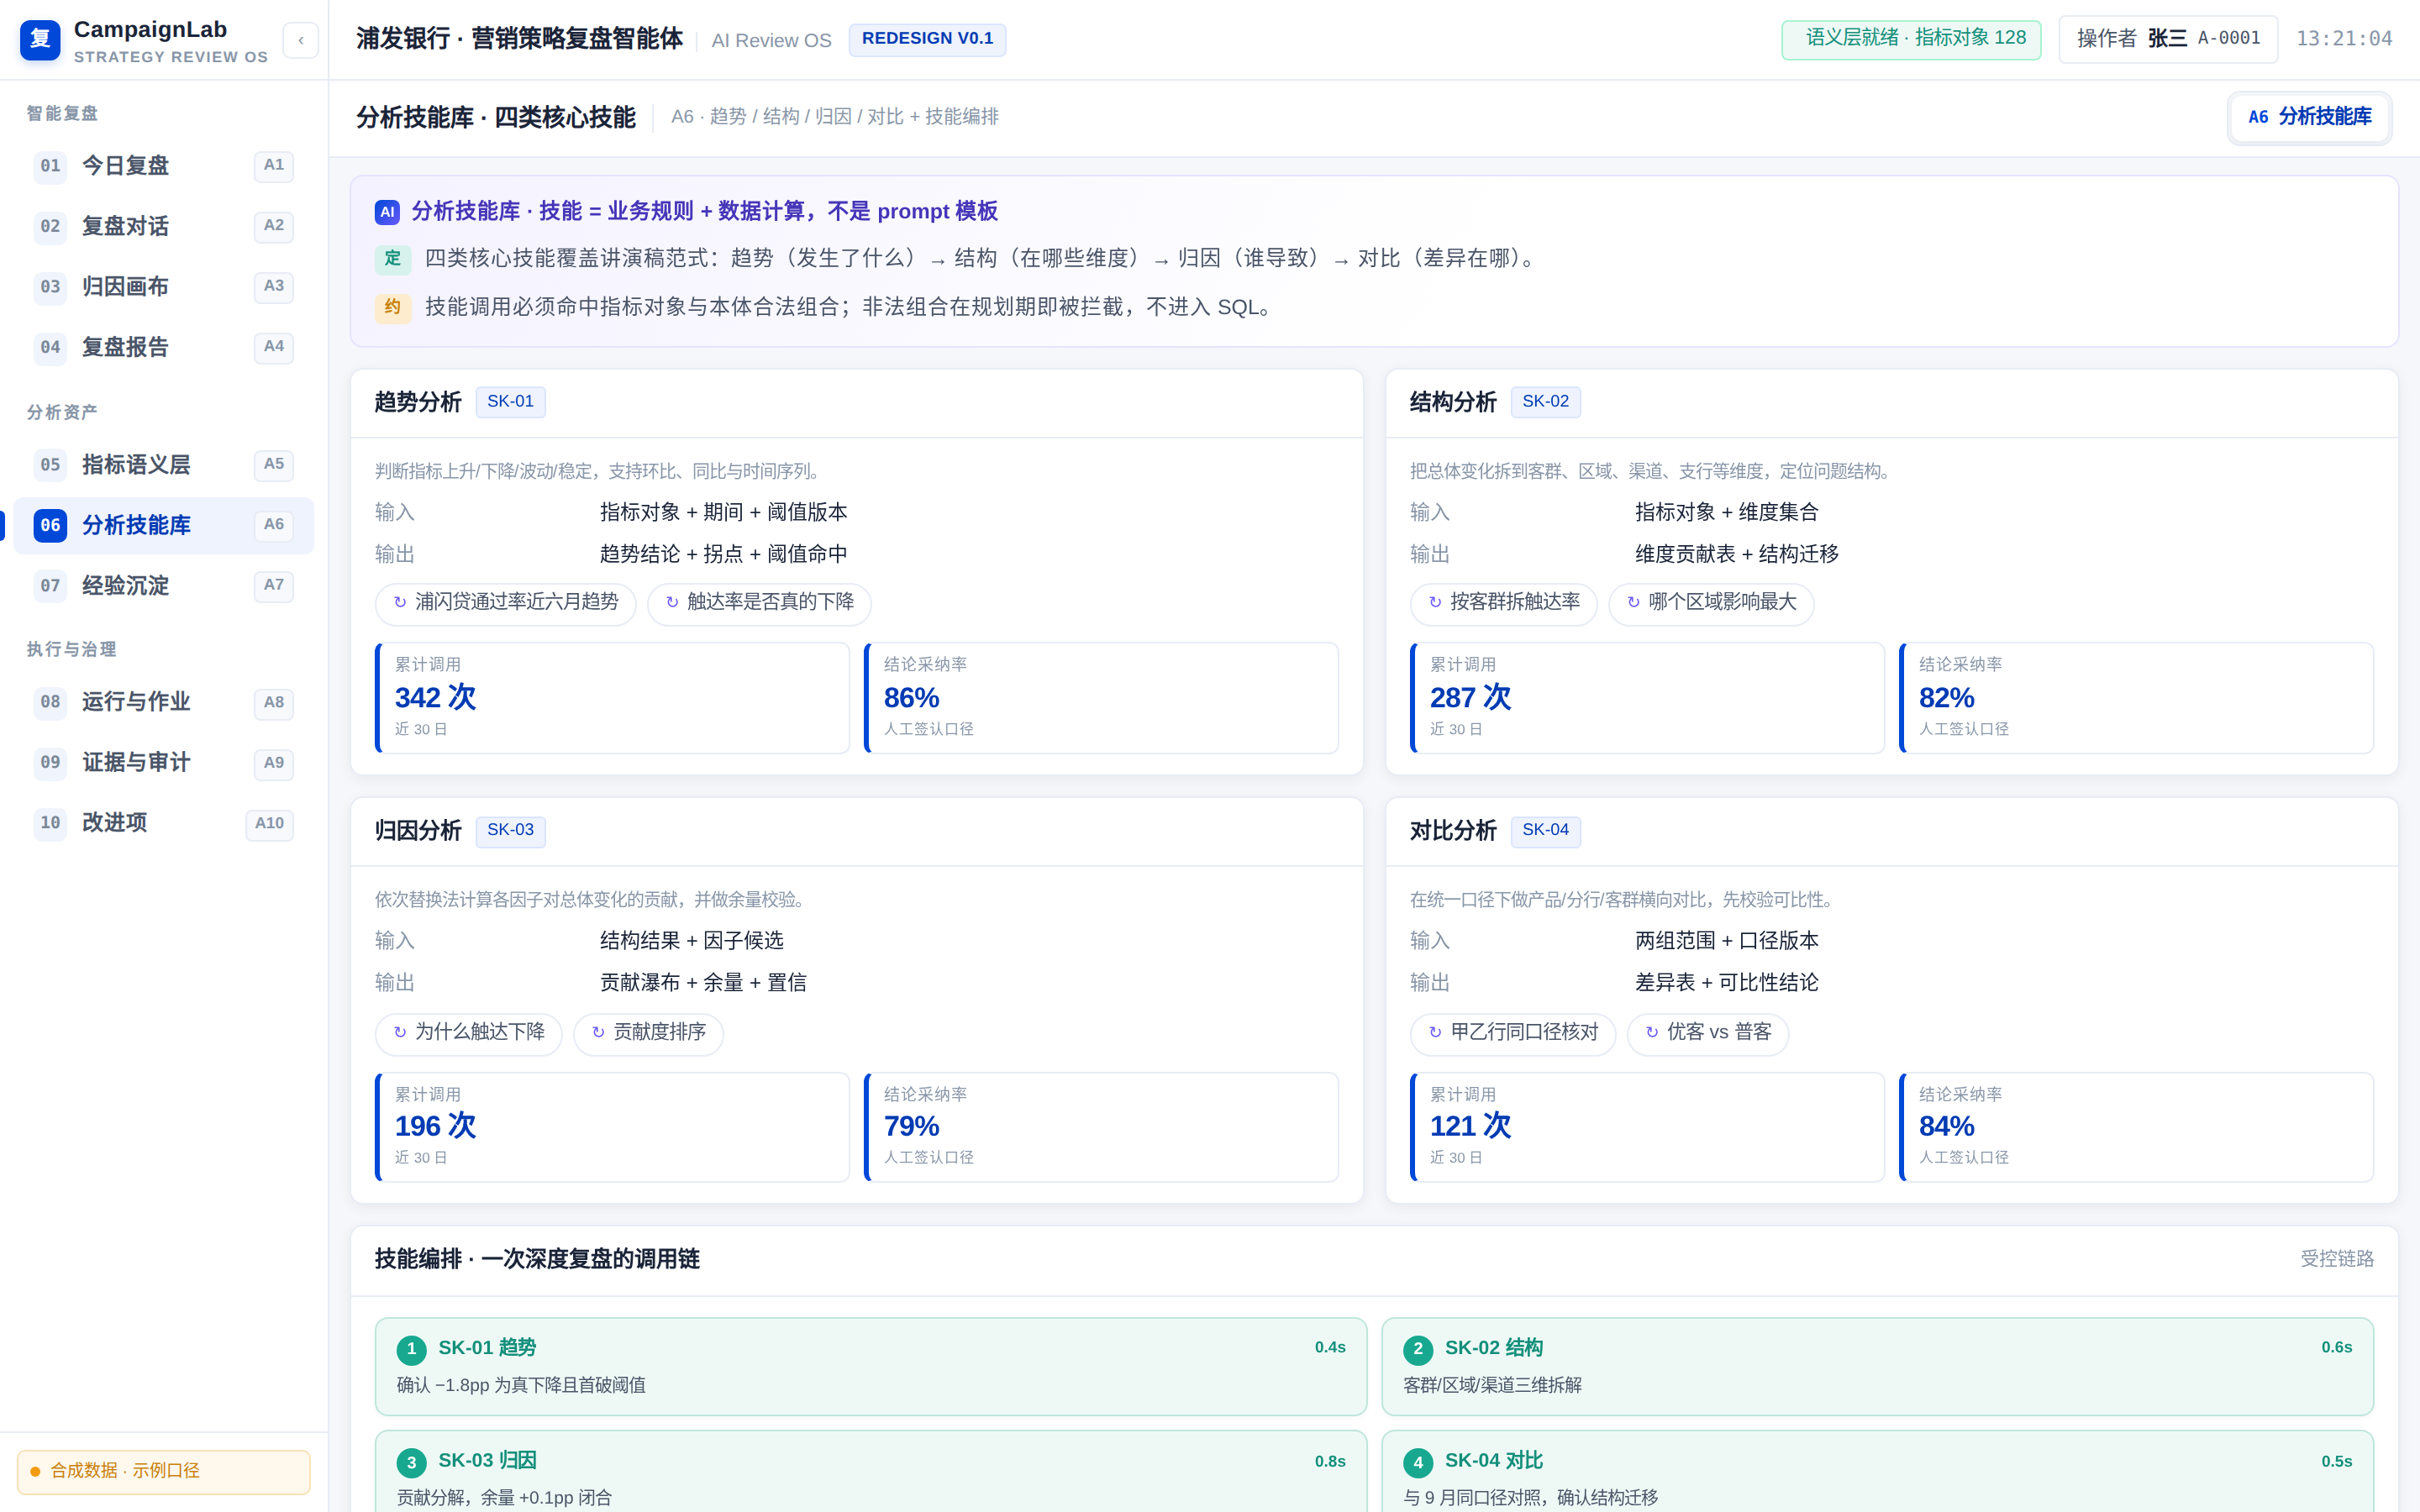 复 CampaignLab
STRATEGY REVIEW OS
‹
浦发银行 · 营销策略复盘智能体 AI Review OS REDESIGN V0.1
语义层就绪 · 指标对象 128
操作者 张三 A-0001
13:21:04
智能复盘
01 今日复盘 A1
02 复盘对话 A2
03 归因画布 A3
04 复盘报告 A4
分析资产
05 指标语义层 A5
06 分析技能库 A6
07 经验沉淀 A7
执行与治理
08 运行与作业 A8
09 证据与审计 A9
10 改进项 A10
合成数据 · 示例口径
分析技能库 · 四类核心技能 A6 · 趋势 / 结构 / 归因 / 对比 + 技能编排
A6 分析技能库
AI 分析技能库 · 技能 = 业务规则 + 数据计算，不是 prompt 模板
定 四类核心技能覆盖讲演稿范式：趋势（发生了什么）→ 结构（在哪些维度）→ 归因（谁导致）→ 对比（差异在哪）。
约 技能调用必须命中指标对象与本体合法组合；非法组合在规划期即被拦截，不进入 SQL。
趋势分析 SK-01
判断指标上升/下降/波动/稳定，支持环比、同比与时间序列。
输入 指标对象 + 期间 + 阈值版本
输出 趋势结论 + 拐点 + 阈值命中
↻ 浦闪贷通过率近六月趋势 ↻ 触达率是否真的下降
累计调用
342 次
近 30 日
结论采纳率
86%
人工签认口径
结构分析 SK-02
把总体变化拆到客群、区域、渠道、支行等维度，定位问题结构。
输入 指标对象 + 维度集合
输出 维度贡献表 + 结构迁移
↻ 按客群拆触达率 ↻ 哪个区域影响最大
累计调用
287 次
近 30 日
结论采纳率
82%
人工签认口径
归因分析 SK-03
依次替换法计算各因子对总体变化的贡献，并做余量校验。
输入 结构结果 + 因子候选
输出 贡献瀑布 + 余量 + 置信
↻ 为什么触达下降 ↻ 贡献度排序
累计调用
196 次
近 30 日
结论采纳率
79%
人工签认口径
对比分析 SK-04
在统一口径下做产品/分行/客群横向对比，先校验可比性。
输入 两组范围 + 口径版本
输出 差异表 + 可比性结论
↻ 甲乙行同口径核对 ↻ 优客 vs 普客
累计调用
121 次
近 30 日
结论采纳率
84%
人工签认口径
技能编排 · 一次深度复盘的调用链 受控链路
1 SK-01 趋势 0.4s
确认 −1.8pp 为真下降且首破阈值
2 SK-02 结构 0.6s
客群/区域/渠道三维拆解
3 SK-03 归因 0.8s
贡献分解，余量 +0.1pp 闭合
4 SK-04 对比 0.5s
与 9 月同口径对照，确认结构迁移